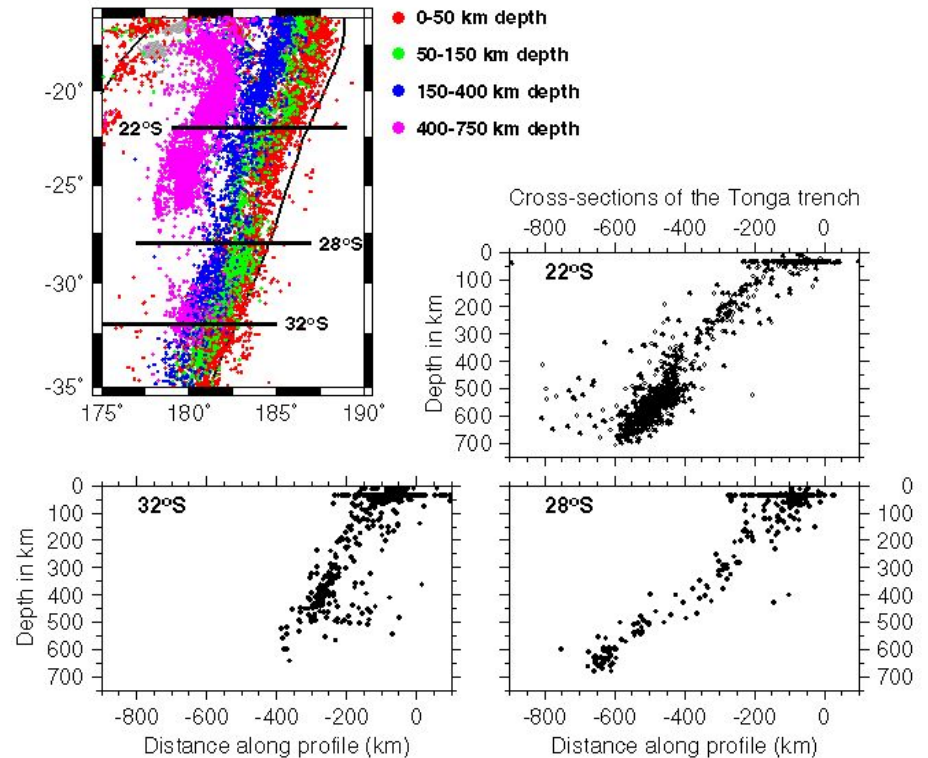 0-50 km depth
50-150 km depth
150-400 km depth
400-750 km depth
-20°
-25°
-30°
-35°
175° 180° 185° 190°
22°S
28°S
32°S
Cross-sections of the Tonga trench
-800 -600 -400 -200 0
22°S
Depth in km
0
100
200
300
400
500
600
700
32°S
Depth in km
0
100
200
300
400
500
600
700
-800 -600 -400 -200 0
Distance along profile (km)
28°S
0
100
200
300
400
500
600
700
-800 -600 -400 -200 0
Distance along profile (km)